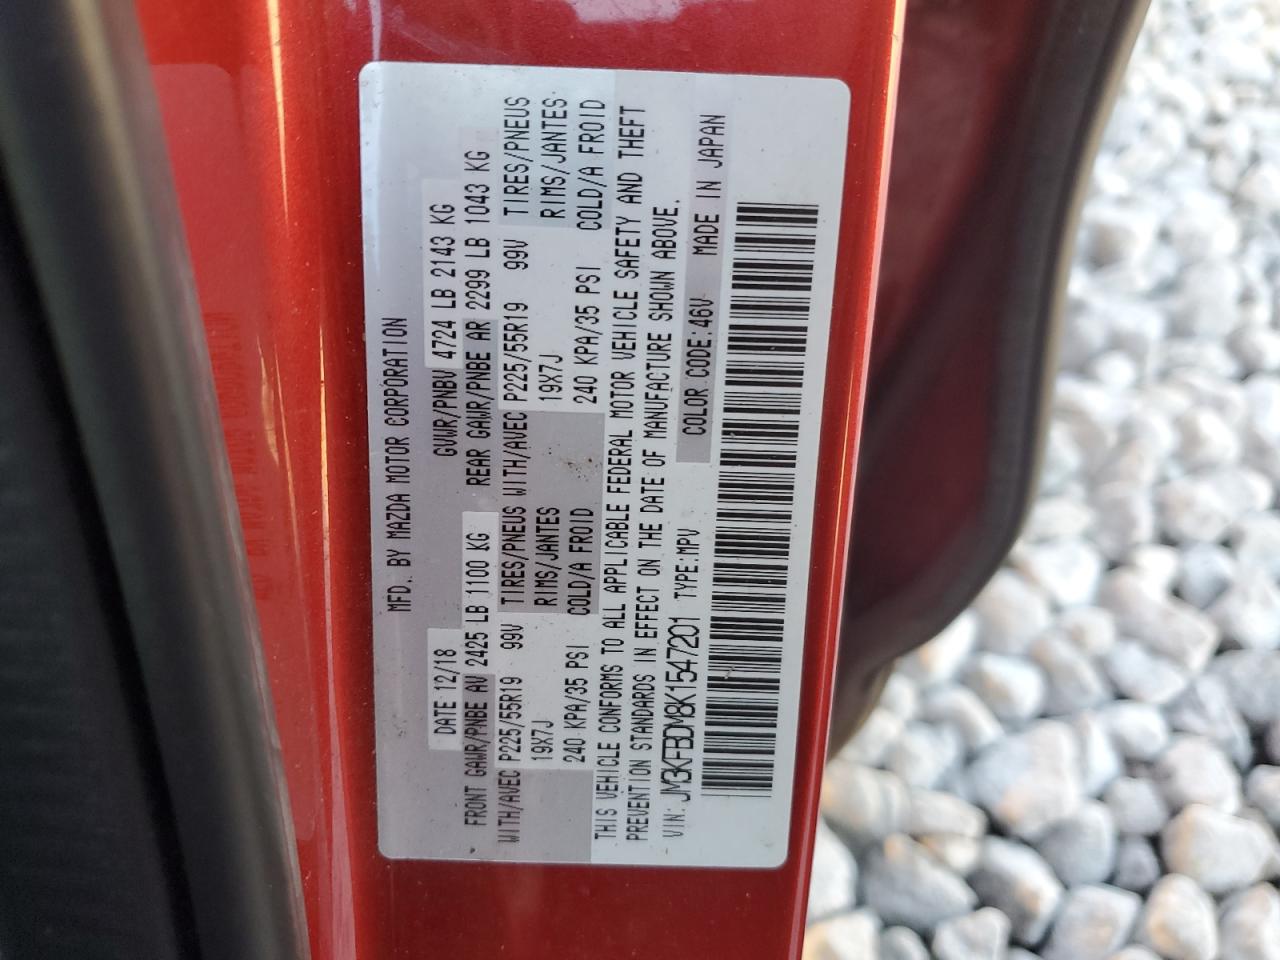 MFD. BY MAZDA MOTOR CORPORATION
DATE 12/18 GVWR/PNBV 4724 LB 2143 KG
FRONT GAWR/PNBE AV 2425 LB 1100 KG REAR GAWR/PNBE AR 2299 LB 1043 KG
WITH/AVEC P225/55R19 99V TIRES/PNEUS WITH/AVEC P225/55R19 99V TIRES/PNEUS
19X7J RIMS/JANTES 19X7J RIMS/JANTES
240 KPA/35 PSI COLD/A FROID 240 KPA/35 PSI COLD/A FROID
THIS VEHICLE CONFORMS TO ALL APPLICABLE FEDERAL MOTOR VEHICLE SAFETY AND THEFT
PREVENTION STANDARDS IN EFFECT ON THE DATE OF MANUFACTURE SHOWN ABOVE.
VIN: JM3KFBDM8K1547201 TYPE:MPV COLOR CODE:46V MADE IN JAPAN